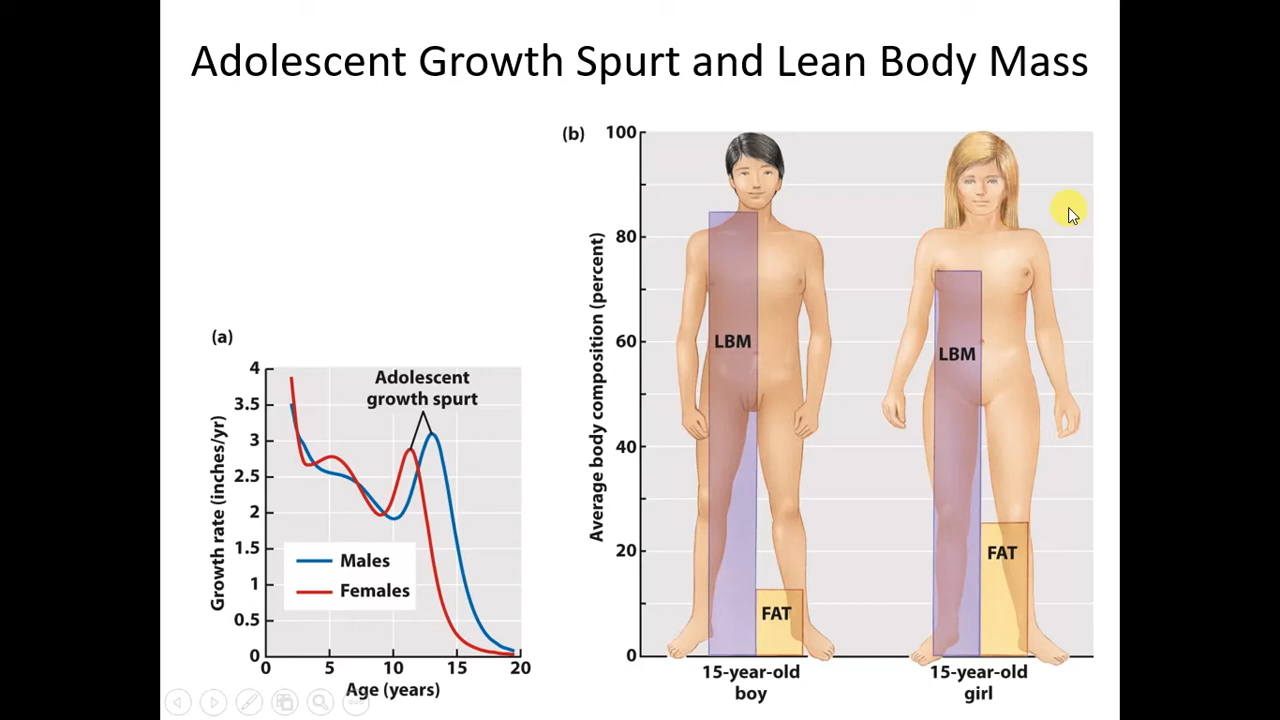 Adolescent Growth Spurt and Lean Body Mass
(a)
Growth rate (inches/yr)
4
3.5
3
2.5
2
1.5
1
0.5
0
Adolescent
growth spurt
Males
Females
0 5 10 15 20
Age (years)
(b)
Average body composition (percent)
100
80
60
40
20
0
LBM
FAT
LBM
FAT
15-year-old
boy
15-year-old
girl